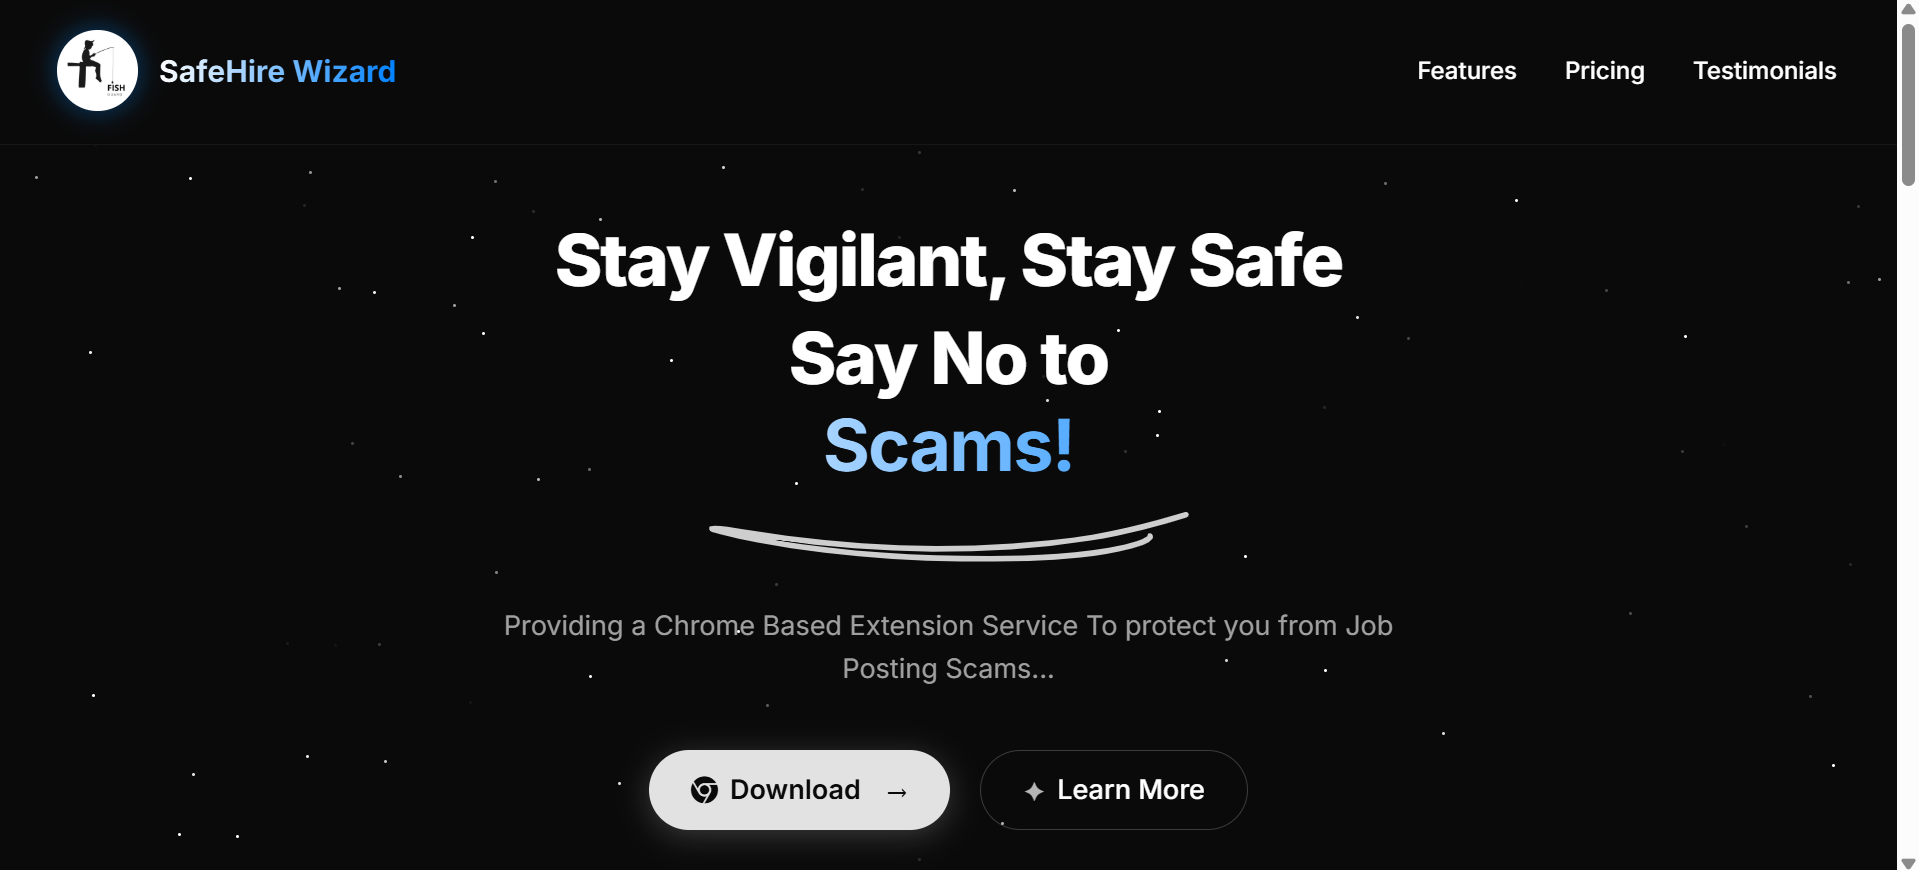 FISH
SafeHire Wizard
Features
Pricing
Testimonials
Stay Vigilant, Stay Safe
Say No to
Scams!
Providing a Chrome Based Extension Service To protect you from Job
Posting Scams...
Download →
Learn More